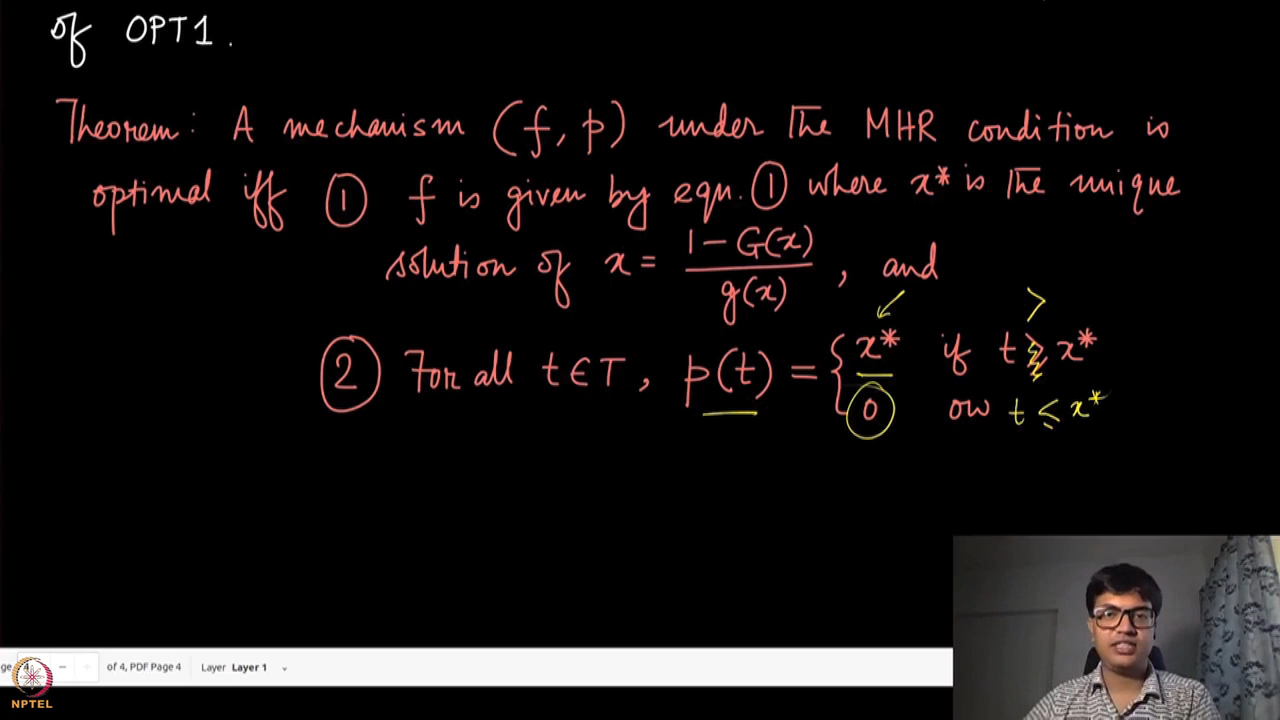 of OPT1.
Theorem: A mechanism (f, p) under the MHR condition is
optimal iff ① f is given by eqn. ① where x* is the unique
solution of x = 1 - G(x) / g(x) , and
>
② For all t ∈ T, p(t) = { x* if t ≥ x*
0 ow t ≤ x*
ge 4 of 4, PDF Page 4 Layer Layer 1
NPTEL